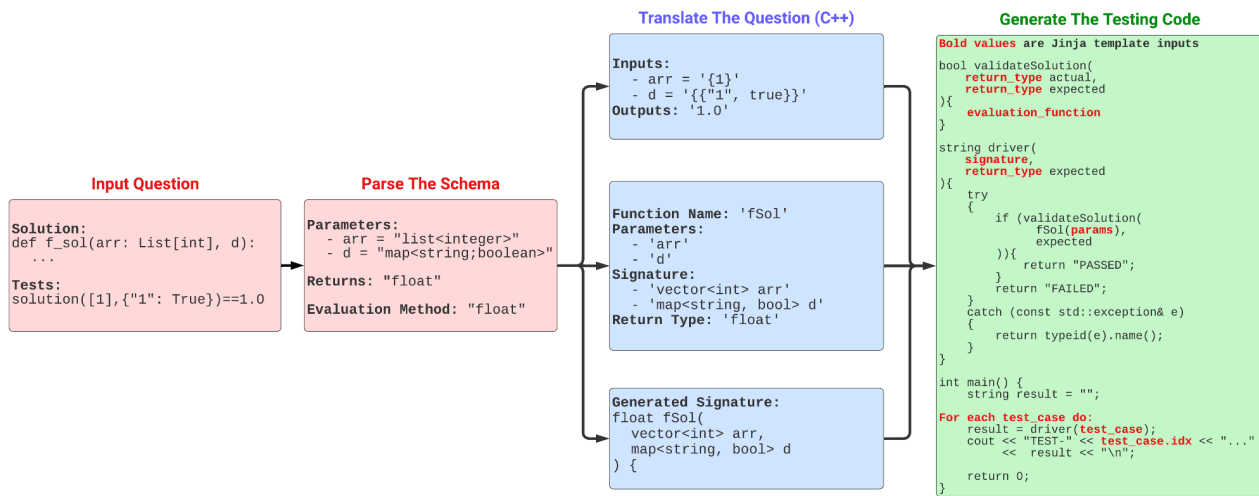 Input Question
Solution:
def f_sol(arr: List[int], d):
...
Tests:
solution([1],{"1": True})==1.0
Parse The Schema
Parameters:
- arr = "list<integer>"
- d = "map<string;boolean>"
Returns: "float"
Evaluation Method: "float"
Translate The Question (C++)
Inputs:
- arr = '{1}'
- d = '{{"1", true}}'
Outputs: '1.0'
Function Name: 'fSol'
Parameters:
- 'arr'
- 'd'
Signature:
- 'vector<int> arr'
- 'map<string, bool> d'
Return Type: 'float'
Generated Signature:
float fSol(
vector<int> arr,
map<string, bool> d
) {
Generate The Testing Code
Bold values are Jinja template inputs
bool validateSolution(
return_type actual,
return_type expected
){
evaluation_function
}
string driver(
signature,
return_type expected
){
try
{
if (validateSolution(
fSol(params),
expected
)){
return "PASSED";
}
return "FAILED";
}
catch (const std::exception& e)
{
return typeid(e).name();
}
}
int main() {
string result = "";
For each test_case do:
result = driver(test_case);
cout << "TEST-" << test_case.idx << "..."
<< result << "\n";
return 0;
}